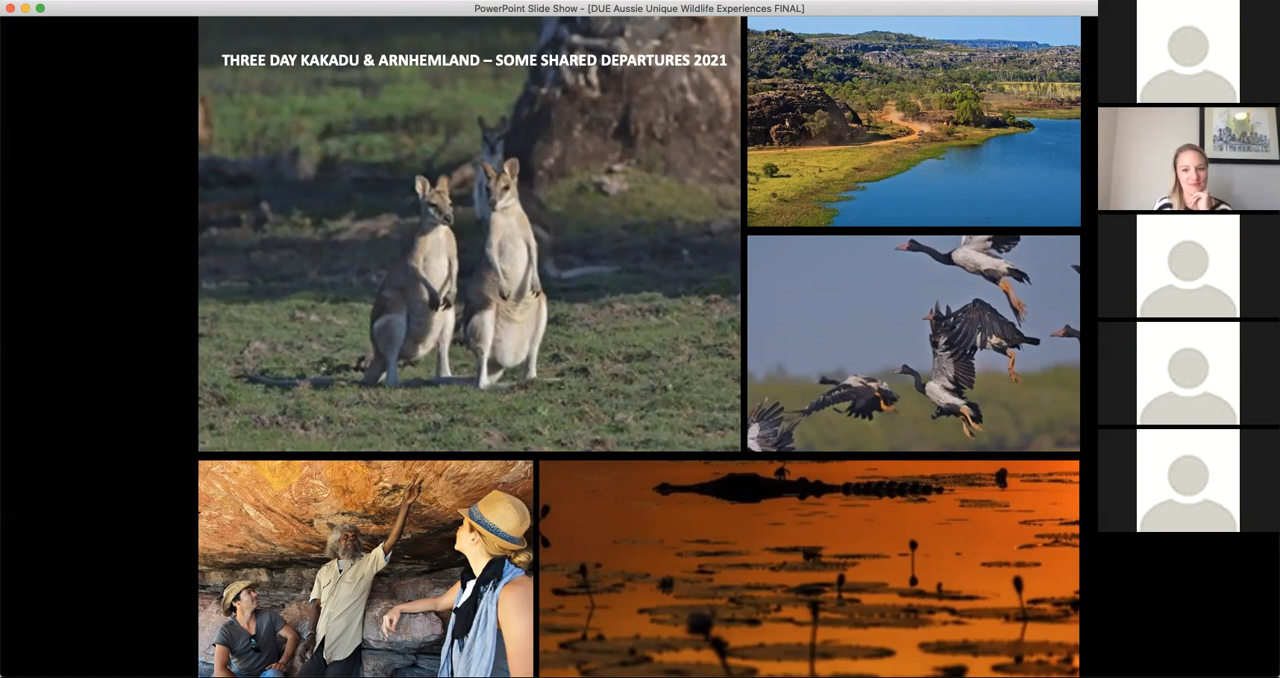 PowerPoint Slide Show - [DUE Aussie Unique Wildlife Experiences FINAL]
THREE DAY KAKADU & ARNHEMLAND – SOME SHARED DEPARTURES 2021